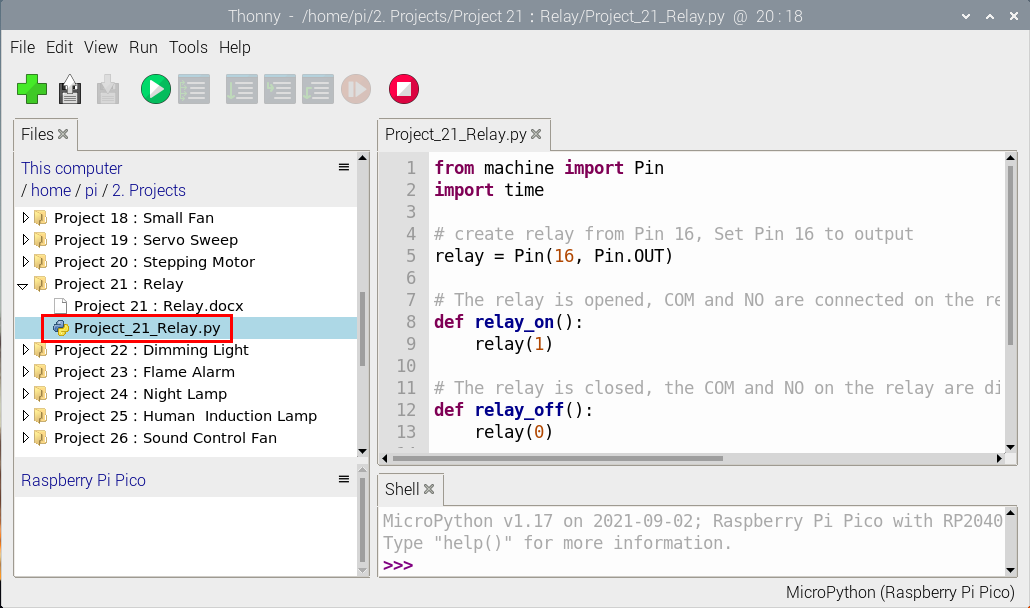 Thonny - /home/pi/2. Projects/Project 21 : Relay/Project_21_Relay.py @ 20 : 18
File Edit View Run Tools Help
Files
This computer
/ home / pi / 2. Projects
Project 18 : Small Fan
Project 19 : Servo Sweep
Project 20 : Stepping Motor
Project 21 : Relay
Project 21 : Relay.docx
Project_21_Relay.py
Project 22 : Dimming Light
Project 23 : Flame Alarm
Project 24 : Night Lamp
Project 25 : Human  Induction Lamp
Project 26 : Sound Control Fan
Raspberry Pi Pico
Project_21_Relay.py
1 from machine import Pin
2 import time
3
4 # create relay from Pin 16, Set Pin 16 to output
5 relay = Pin(16, Pin.OUT)
6
7 # The relay is opened, COM and NO are connected on the re
8 def relay_on():
9     relay(1)
10
11 # The relay is closed, the COM and NO on the relay are di
12 def relay_off():
13     relay(0)
Shell
MicroPython v1.17 on 2021-09-02; Raspberry Pi Pico with RP2040
Type "help()" for more information.
>>>
MicroPython (Raspberry Pi Pico)